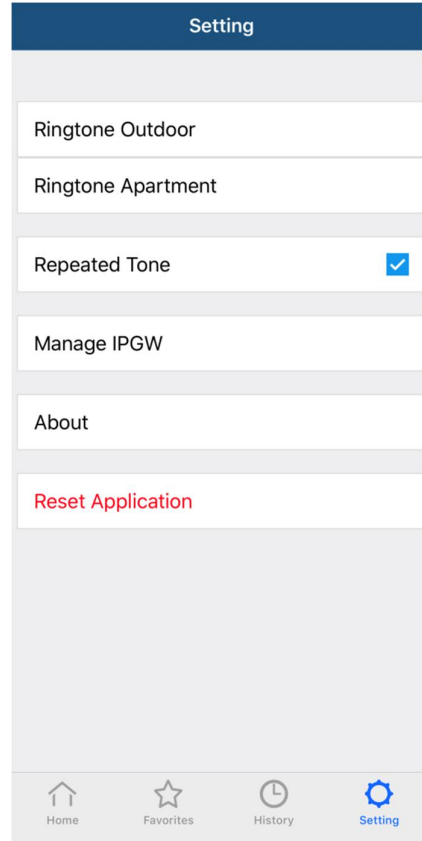 Setting
Ringtone Outdoor
Ringtone Apartment
Repeated Tone
Manage IPGW
About
Reset Application
Home Favorites History Setting